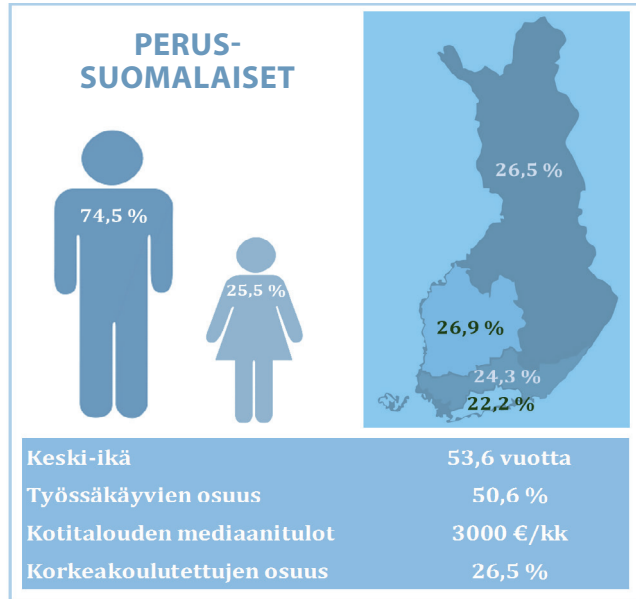 PERUS-
SUOMALAISET
74,5 %
25,5 %
26,5 %
26,9 %
24,3 %
22,2 %
Keski-ikä 53,6 vuotta
Työssäkäyvien osuus 50,6 %
Kotitalouden mediaanitulot 3000 €/kk
Korkeakoulutettujen osuus 26,5 %